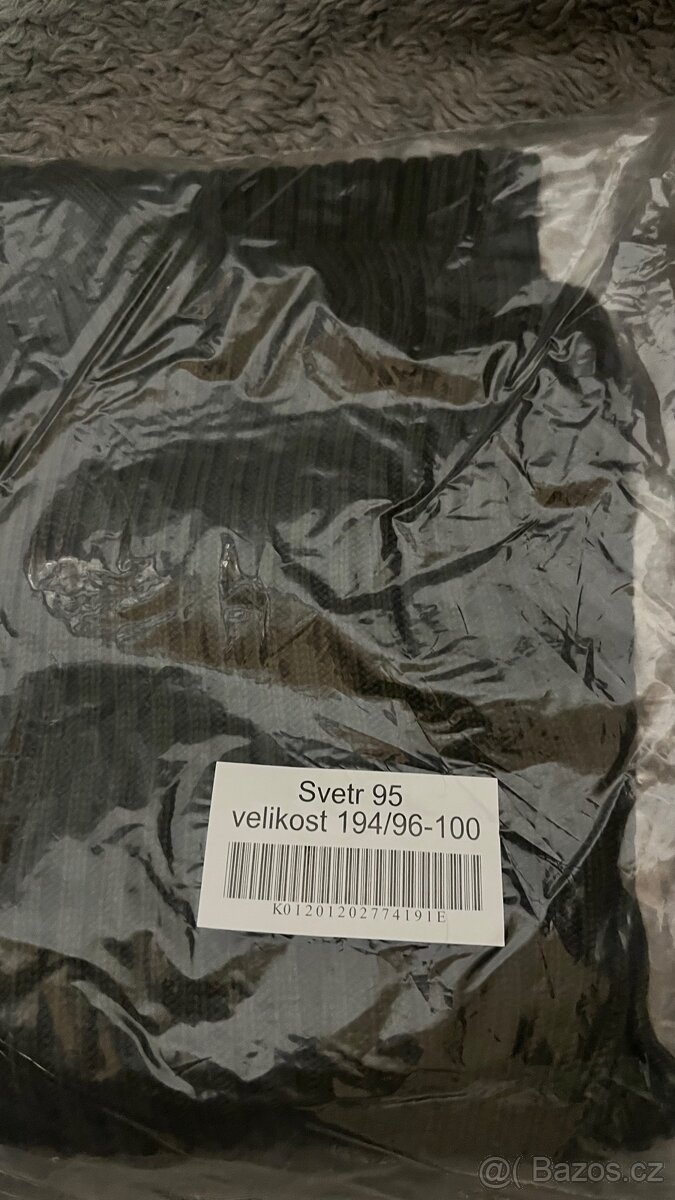 Svetr 95
velikost 194/96-100
K01201202774191E
@( Bazos.cz